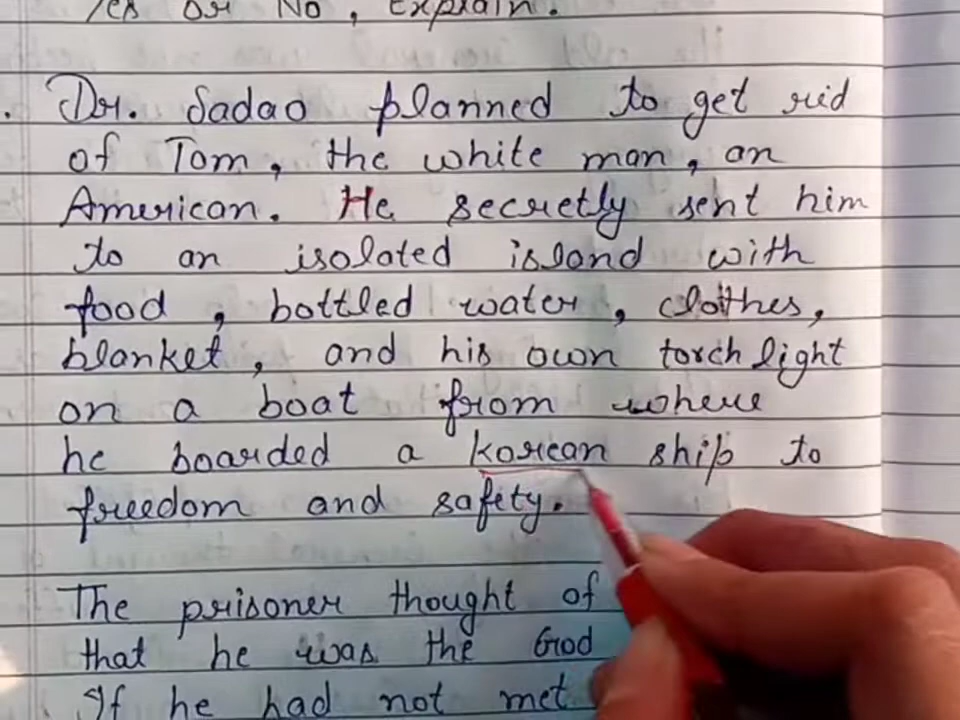 Yes or No, Explain.
. Dr. Sadao planned to get rid
of Tom, the white man, an
American. He secretly sent him
to an isolated island with
food, bottled water, clothes,
blanket, and his own torch light
on a boat from where
he boarded a Korean ship to
freedom and safety.
The prisoner thought of
that he was the God
If he had not met